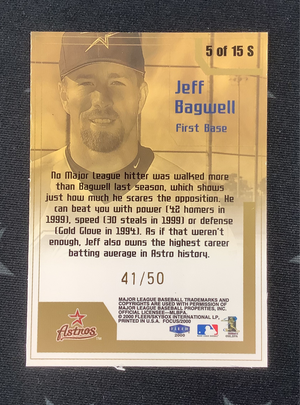 5 of 15 S
Jeff
Bagwell
First Base
No Major League hitter was walked more
than Bagwell last season, which shows
just how much he scares the opposition. He
can beat you with power (42 homers in
1999), speed (30 steals in 1999) or defense
(Gold Glove in 1994). As if that weren't
enough, Jeff also owns the highest career
batting average in Astro history.
41/50
Astros
MAJOR LEAGUE BASEBALL TRADEMARKS AND
COPYRIGHTS ARE USED WITH PERMISSION OF
MAJOR LEAGUE BASEBALL PROPERTIES, INC.
OFFICIAL LICENSEE-MLBPA.
© 2000 FLEER/SKYBOX INTERNATIONAL LP,
PRINTED IN U.S.A. FOCUS/2000
FLEER
2000